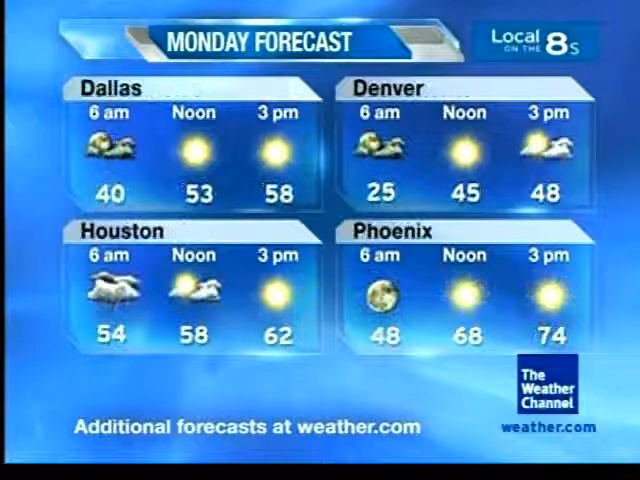 MONDAY FORECAST
Local
ON THE 8s
Dallas
6 am Noon 3 pm
40 53 58
Denver
6 am Noon 3 pm
25 45 48
Houston
6 am Noon 3 pm
54 58 62
Phoenix
6 am Noon 3 pm
48 68 74
The
Weather
Channel
weather.com
Additional forecasts at weather.com